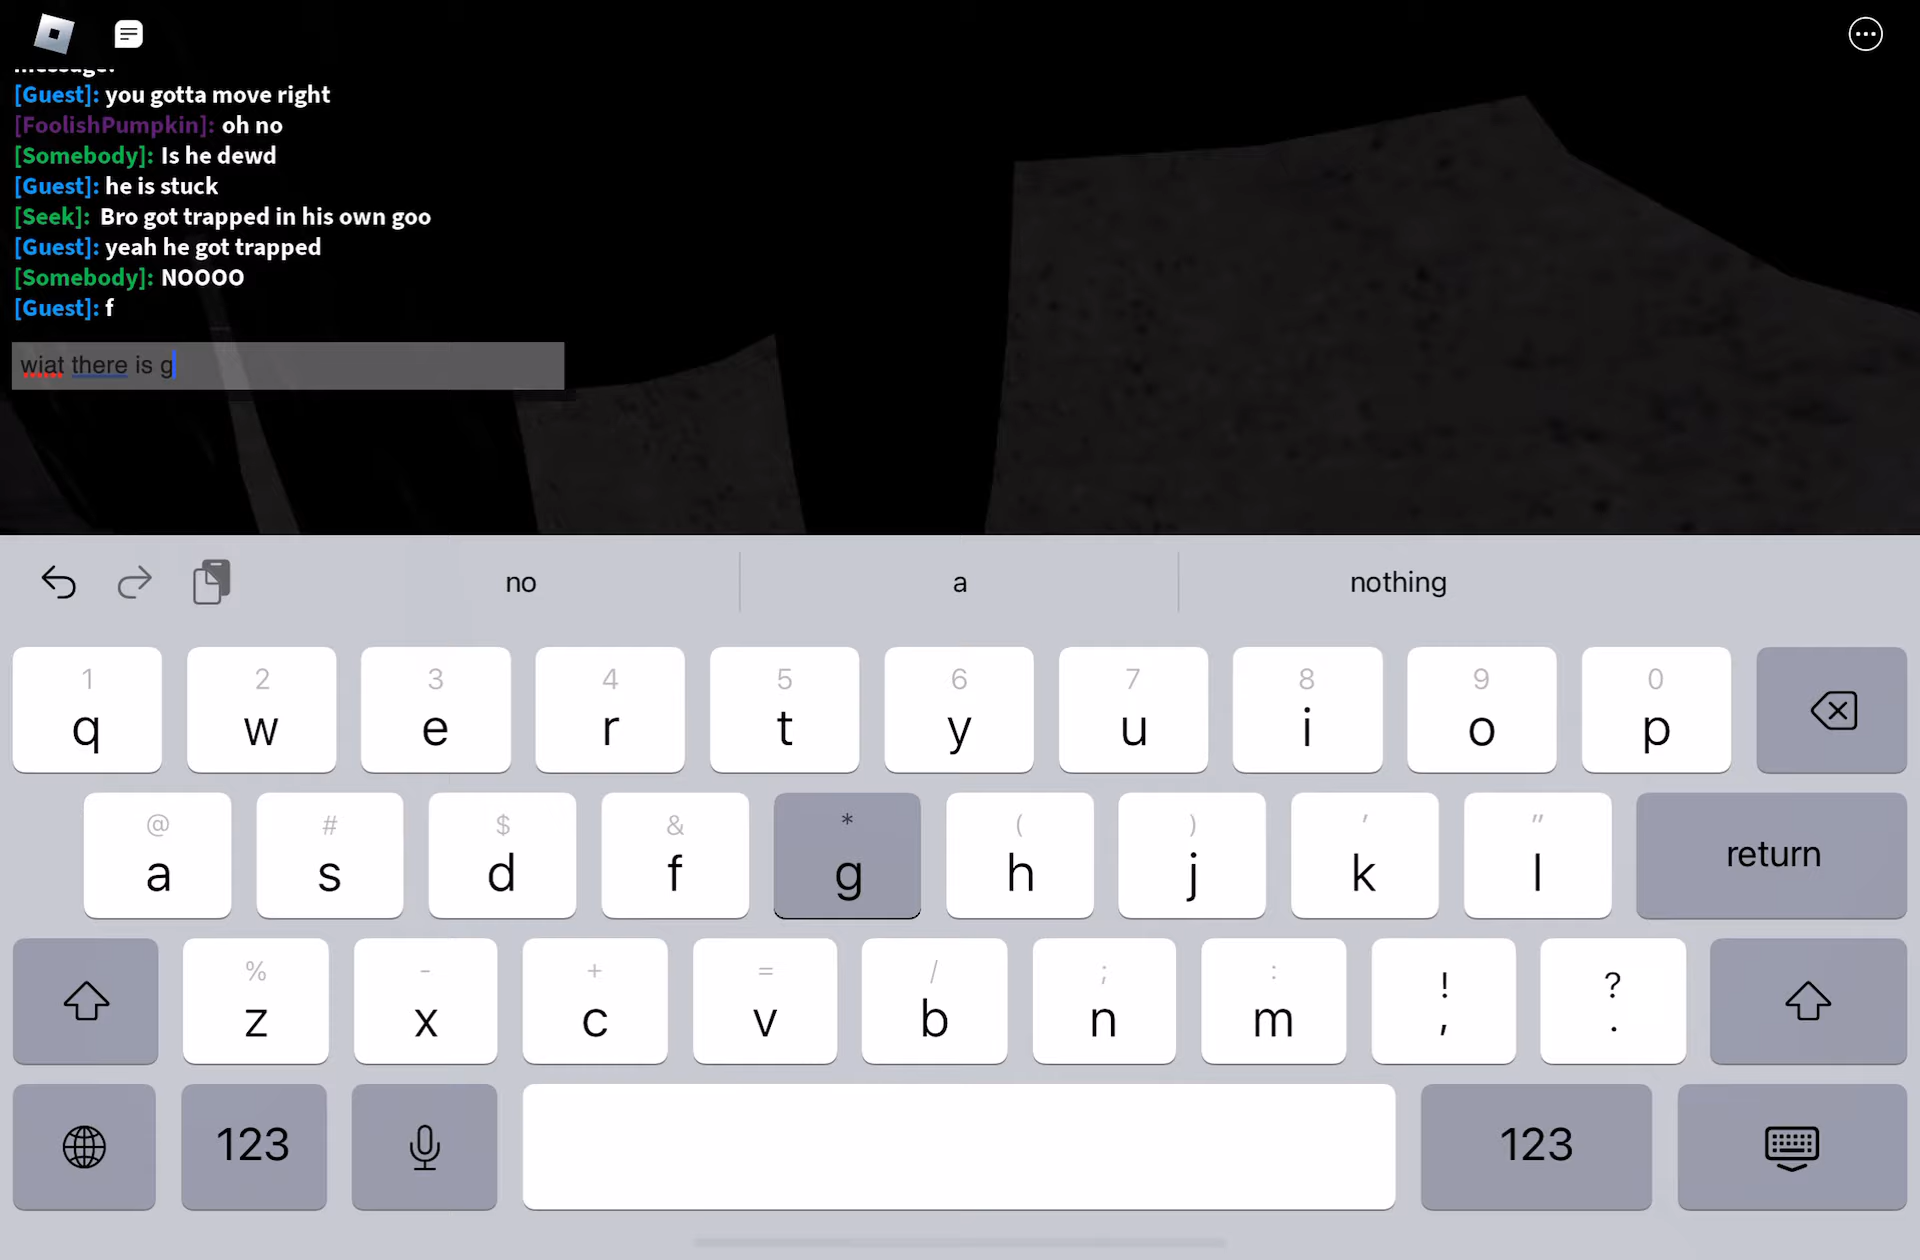 message.
[Guest]: you gotta move right
[FoolishPumpkin]: oh no
[Somebody]: Is he dewd
[Guest]: he is stuck
[Seek]: Bro got trapped in his own goo
[Guest]: yeah he got trapped
[Somebody]: NOOOO
[Guest]: f
wiat there is g
no a nothing
1 2 3 4 5 6 7 8 9 0
q w e r t y u i o p
@ # $ & * ( ) ' "
a s d f g h j k l return
% - + = / ; : ! ?
z x c v b n m , .
123 123